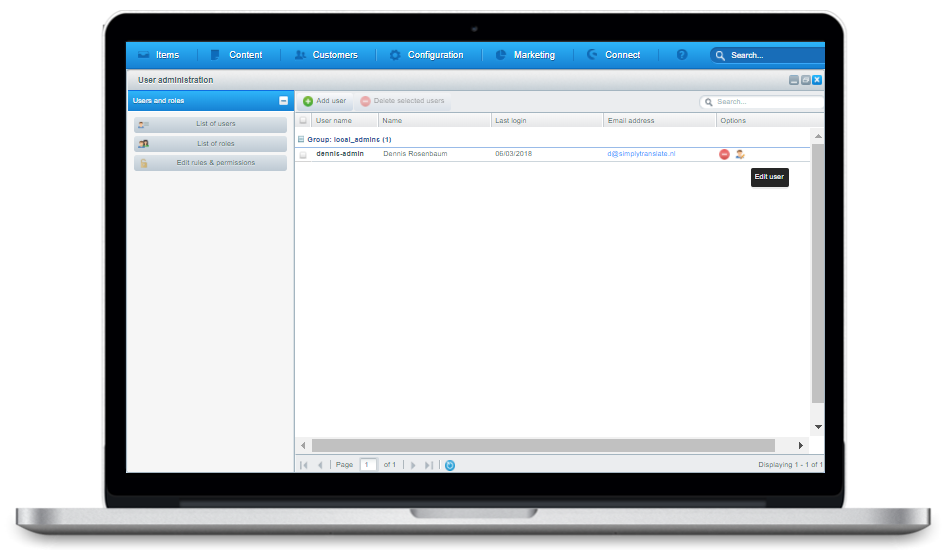 Items Content Customers Configuration Marketing Connect ? Search...
User administration
Users and roles
Add user Delete selected users Search...
User name Name Last login Email address Options
List of users
List of roles
Edit rules & permissions
Group: local_admins (1)
dennis-admin Dennis Rosenbaum 06/03/2018 d@simplytranslate.nl
Edit user
Page 1 of 1 Displaying 1 - 1 of 1